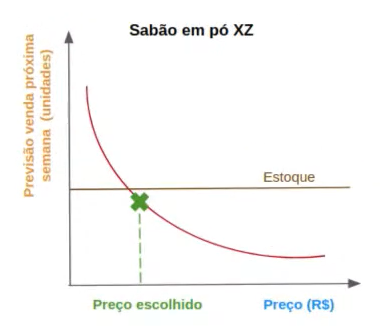 Sabão em pó XZ
Previsão venda próxima
semana (unidades)
Estoque
Preço escolhido
Preço (R$)